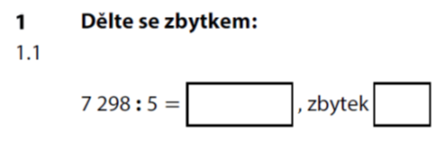 1 Dělte se zbytkem:
1.1
7 298 : 5 = , zbytek